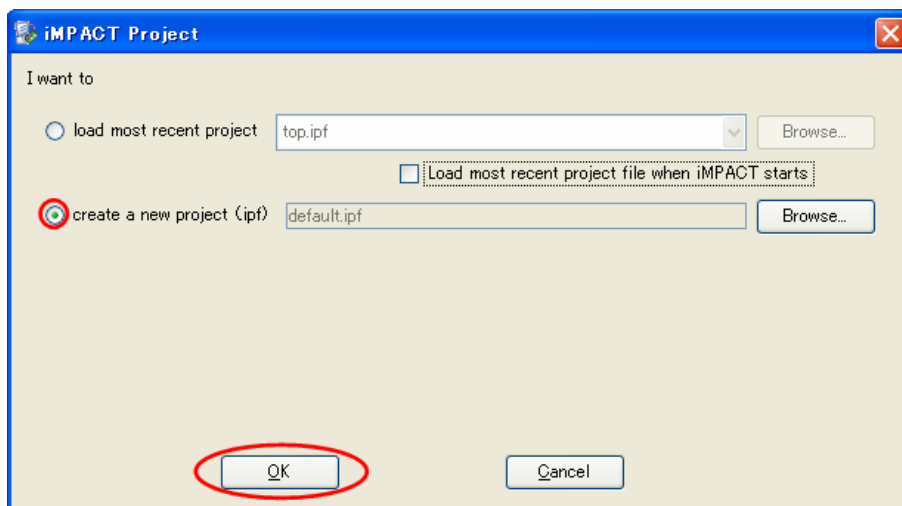 iMPACT Project
I want to
load most recent project top.ipf Browse...
Load most recent project file when iMPACT starts
create a new project (ipf) default.ipf Browse...
OK Cancel